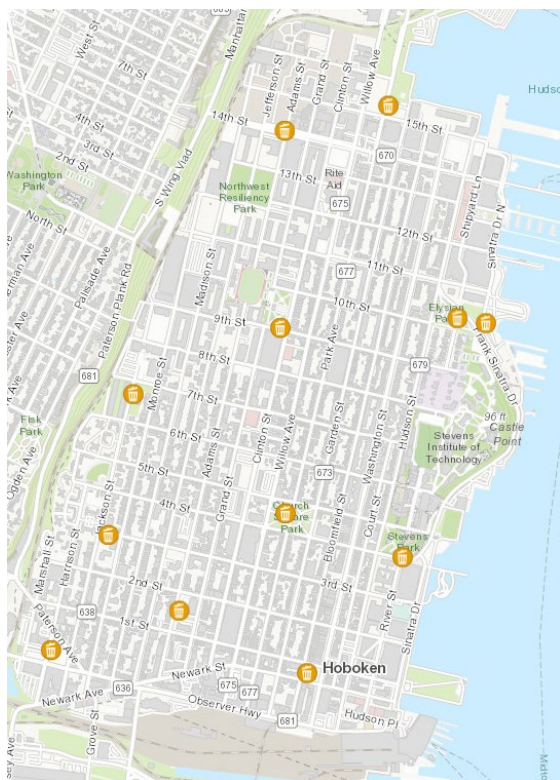 West St
7th St
4th St
3rd St
2nd St
Manhattan
Jefferson St
Adams St
Grand St
Clinton St
Willow Ave
Hudso
14th St
15th St
670
Washington
Park
S Wing Viad
13th St
Rite
Aid
675
Northwest
Resiliency
Park
North St
12th St
Shipyard Ln
Sinatra Dr N
Palisade Ave
Paterson Plank Rd
Madison St
11th St
677
10th St
Elysian
9th St
Park Ave
Frank Sinatra Dr
8th St
679
681
Monroe St
7th St
Hudson St
96 ft
Castle
Point
Fisk
Park
6th St
Adams St
Clinton St
Willow Ave
Garden St
Washington St
Stevens
Institute of
Technology
Ogden Ave
5th St
Grand St
673
4th St
Jackson St
Church
Square
Park
Bloomfield St
Court St
Stevens
Park
Marshall St
Harrison St
2nd St
3rd St
638
1st St
River St
Sinatra Dr
Paterson Ave
Newark St
Hoboken
Newark Ave
636
675
677
Observer Hwy
681
Hudson Pl
Grove St
sey Ave